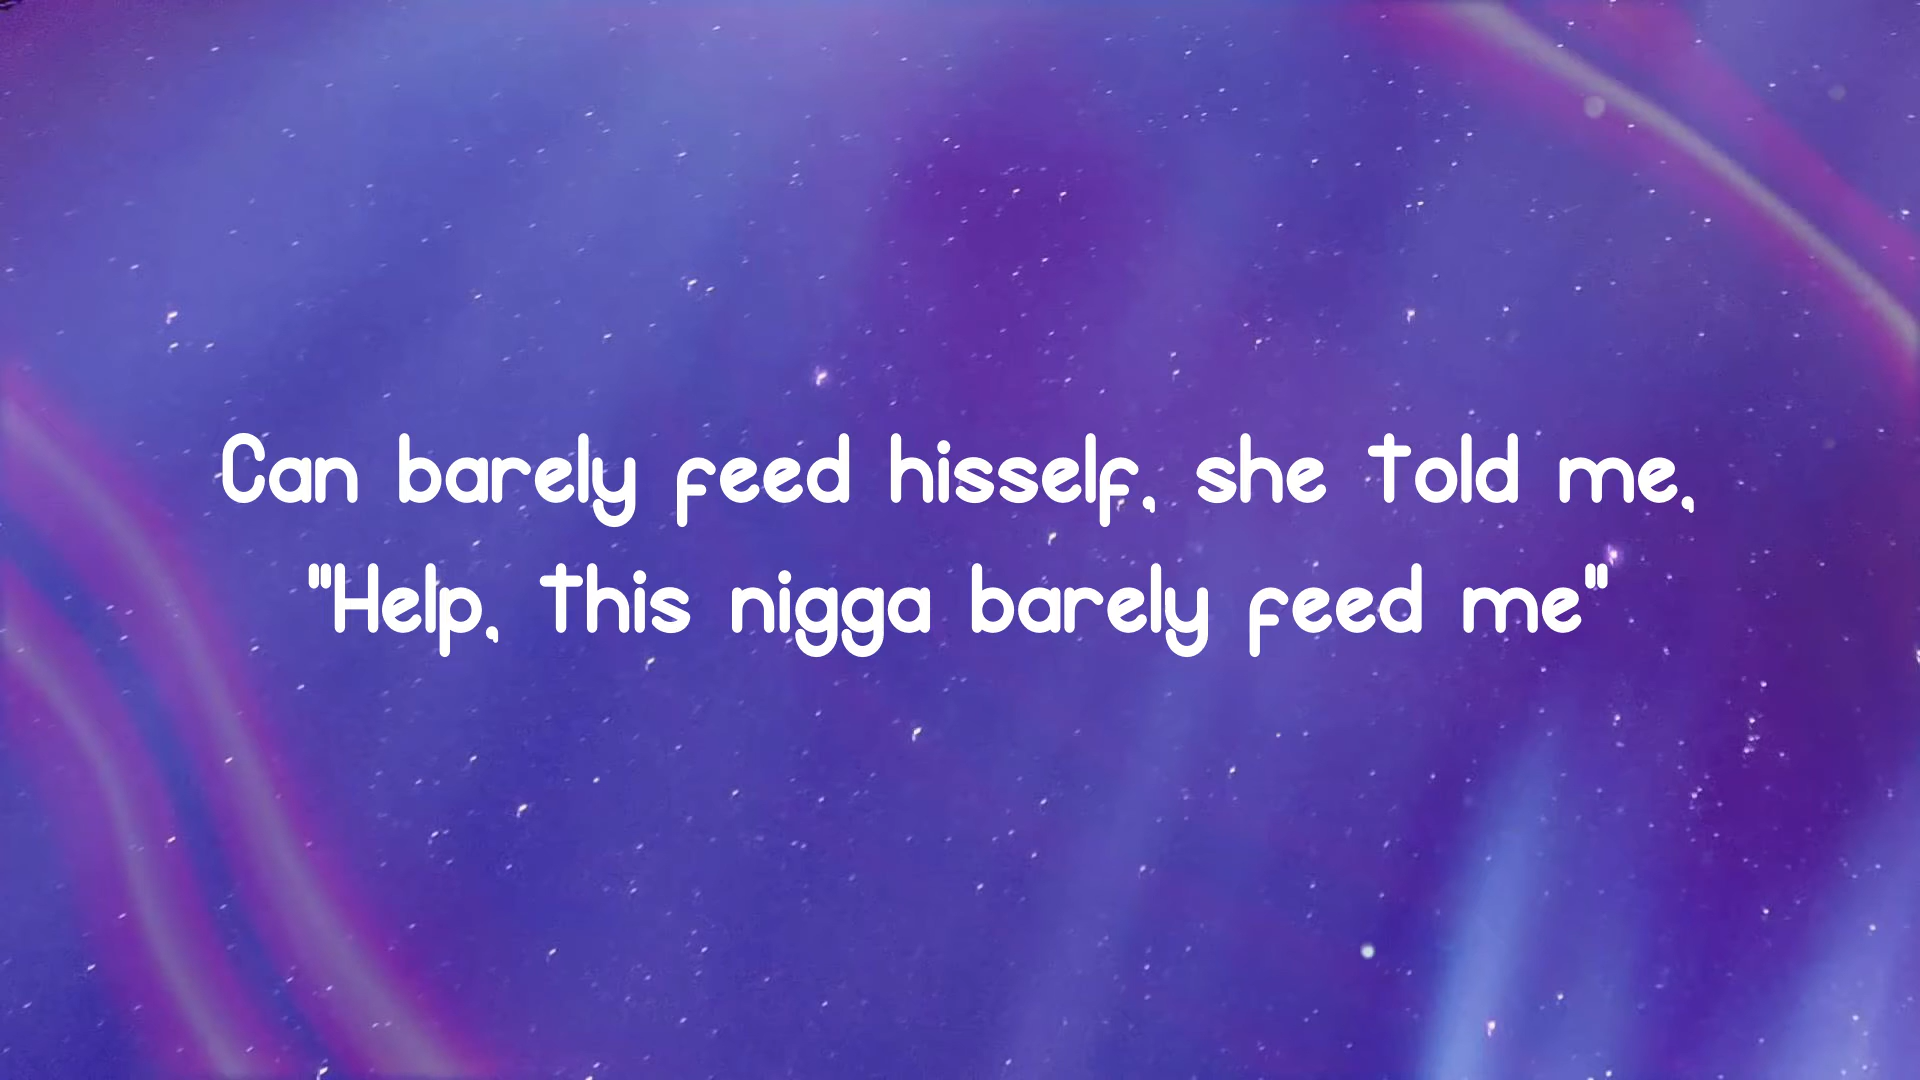 Can barely feed hisself, she told me,
"Help, this nigga barely feed me"